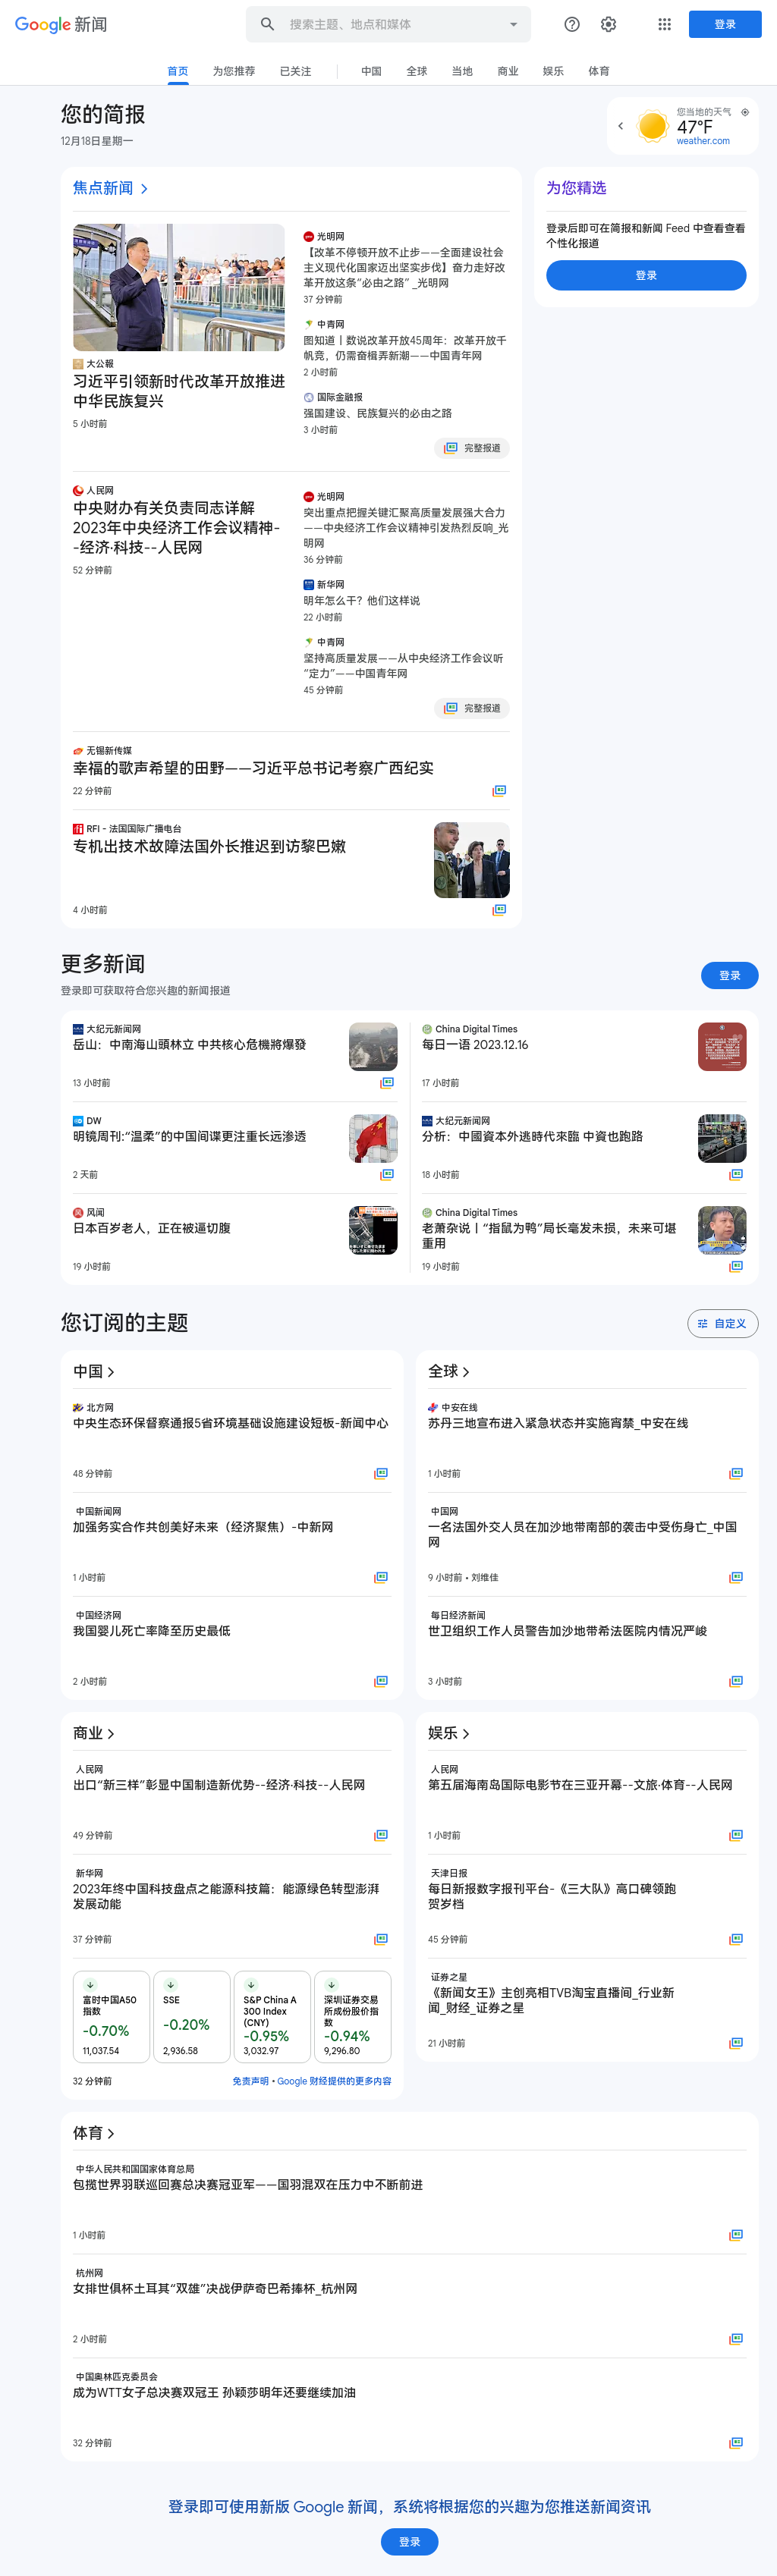 Google 新闻
搜索主题、地点和媒体
登录
首页
为您推荐
已关注
中国
全球
当地
商业
娱乐
体育
您的简报
12月18日星期一
您当地的天气
47°F
weather.com
焦点新闻
大公报
习近平引领新时代改革开放推进
中华民族复兴
5 小时前
光明网
【改革不停顿开放不止步——全面建设社会
主义现代化国家迈出坚实步伐】奋力走好改
革开放这条“必由之路” _光明网
37 分钟前
中青网
图知道丨数说改革开放45周年：改革开放千
帆竞，仍需奋楫弄新潮——中国青年网
2 小时前
国际金融报
强国建设、民族复兴的必由之路
3 小时前
完整报道
人民网
中央财办有关负责同志详解
2023年中央经济工作会议精神-
-经济·科技--人民网
52 分钟前
光明网
突出重点把握关键汇聚高质量发展强大合力
——中央经济工作会议精神引发热烈反响_光
明网
36 分钟前
新华网
明年怎么干？他们这样说
22 小时前
中青网
坚持高质量发展——从中央经济工作会议听
“定力”——中国青年网
45 分钟前
完整报道
无锡新传媒
幸福的歌声希望的田野——习近平总书记考察广西纪实
22 分钟前
RFI - 法国国际广播电台
专机出技术故障法国外长推迟到访黎巴嫩
4 小时前
为您精选
登录后即可在简报和新闻 Feed 中查看查看
个性化报道
登录
更多新闻
登录即可获取符合您兴趣的新闻报道
登录
大纪元新闻网
岳山：中南海山頭林立 中共核心危機將爆發
13 小时前
China Digital Times
每日一语 2023.12.16
17 小时前
DW
明镜周刊:“温柔”的中国间谍更注重长远渗透
2 天前
大纪元新闻网
分析：中國資本外逃時代來臨 中資也跑路
18 小时前
风闻
日本百岁老人，正在被逼切腹
19 小时前
China Digital Times
老萧杂说丨“指鼠为鸭”局长毫发未损，未来可堪
重用
19 小时前
您订阅的主题
自定义
中国
北方网
中央生态环保督察通报5省环境基础设施建设短板-新闻中心
48 分钟前
中国新闻网
加强务实合作共创美好未来（经济聚焦）-中新网
1 小时前
中国经济网
我国婴儿死亡率降至历史最低
2 小时前
全球
中安在线
苏丹三地宣布进入紧急状态并实施宵禁_中安在线
1 小时前
中国网
一名法国外交人员在加沙地带南部的袭击中受伤身亡_中国
网
9 小时前 • 刘维佳
每日经济新闻
世卫组织工作人员警告加沙地带希法医院内情况严峻
3 小时前
商业
人民网
出口“新三样”彰显中国制造新优势--经济·科技--人民网
49 分钟前
新华网
2023年终中国科技盘点之能源科技篇：能源绿色转型澎湃
发展动能
37 分钟前
富时中国A50
指数
-0.70%
11,037.54
SSE
-0.20%
2,936.58
S&P China A
300 Index
(CNY)
-0.95%
3,032.97
深圳证券交易
所成份股价指
数
-0.94%
9,296.80
32 分钟前
免责声明 • Google 财经提供的更多内容
娱乐
人民网
第五届海南岛国际电影节在三亚开幕--文旅·体育--人民网
1 小时前
天津日报
每日新报数字报刊平台-《三大队》高口碑领跑
贺岁档
45 分钟前
证券之星
《新闻女王》主创亮相TVB淘宝直播间_行业新
闻_财经_证券之星
21 小时前
体育
中华人民共和国国家体育总局
包揽世界羽联巡回赛总决赛冠亚军——国羽混双在压力中不断前进
1 小时前
杭州网
女排世俱杯土耳其“双雄”决战伊萨奇巴希捧杯_杭州网
2 小时前
中国奥林匹克委员会
成为WTT女子总决赛双冠王 孙颖莎明年还要继续加油
32 分钟前
登录即可使用新版 Google 新闻，系统将根据您的兴趣为您推送新闻资讯
登录